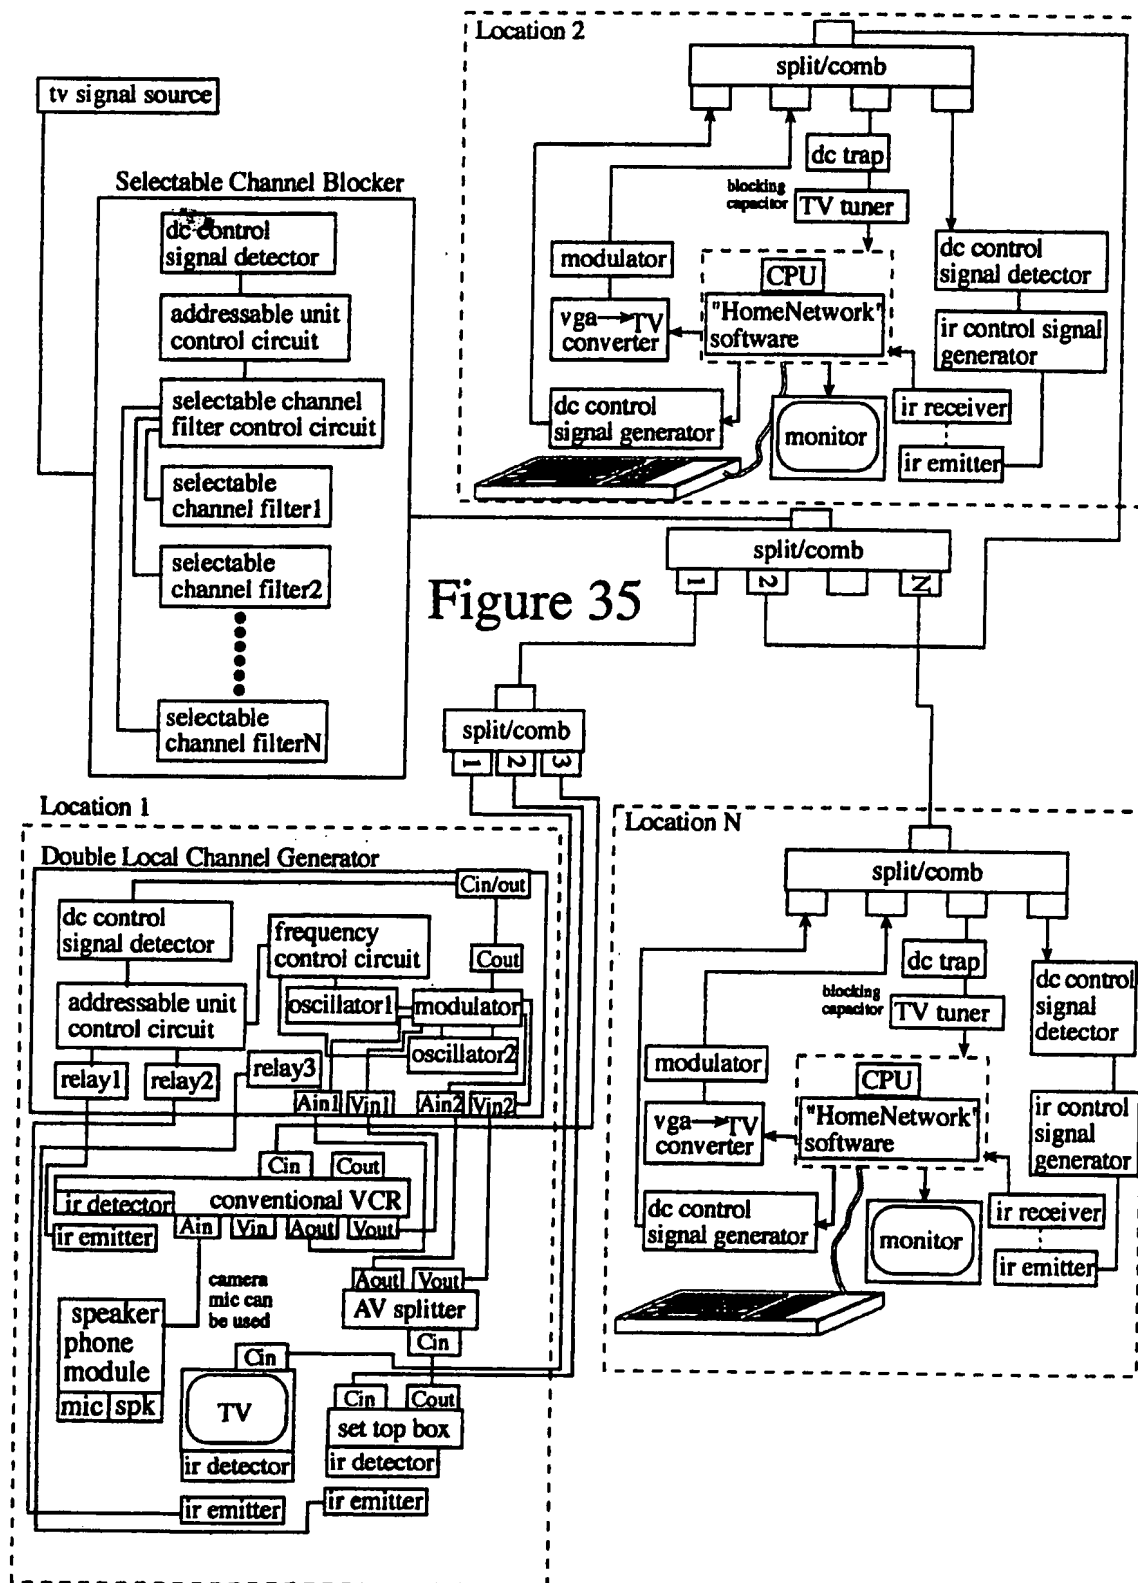 Location 2
split/comb
tv signal source
dc trap
blocking
capacitor
TV tuner
Selectable Channel Blocker
dc control
signal detector
addressable unit
control circuit
selectable channel
filter control circuit
selectable
channel filter1
selectable
channel filter2
selectable
channel filterN
modulator
CPU
"HomeNetwork"
software
vga→TV
converter
dc control
signal detector
ir control signal
generator
dc control
signal generator
monitor
ir receiver
ir emitter
split/comb
1
2
N
Figure 35
split/comb
1
2
3
Location 1
Double Local Channel Generator
Cin/out
dc control
signal detector
frequency
control circuit
Cout
addressable unit
control circuit
oscillator1
modulator
oscillator2
relay1
relay2
relay3
Ain1
Vin1
Ain2
Vin2
Cin
Cout
ir detector
conventional VCR
ir emitter
Ain
Vin
Aout
Vout
camera
mic can
be used
Aout
Vout
AV splitter
Cin
speaker
phone
module
mic
spk
Cin
TV
ir detector
ir emitter
Cin
Cout
set top box
ir detector
ir emitter
Location N
split/comb
dc trap
blocking
capacitor
TV tuner
dc control
signal
detector
modulator
CPU
"HomeNetwork"
software
vga→TV
converter
ir control
signal
generator
dc control
signal generator
monitor
ir receiver
ir emitter